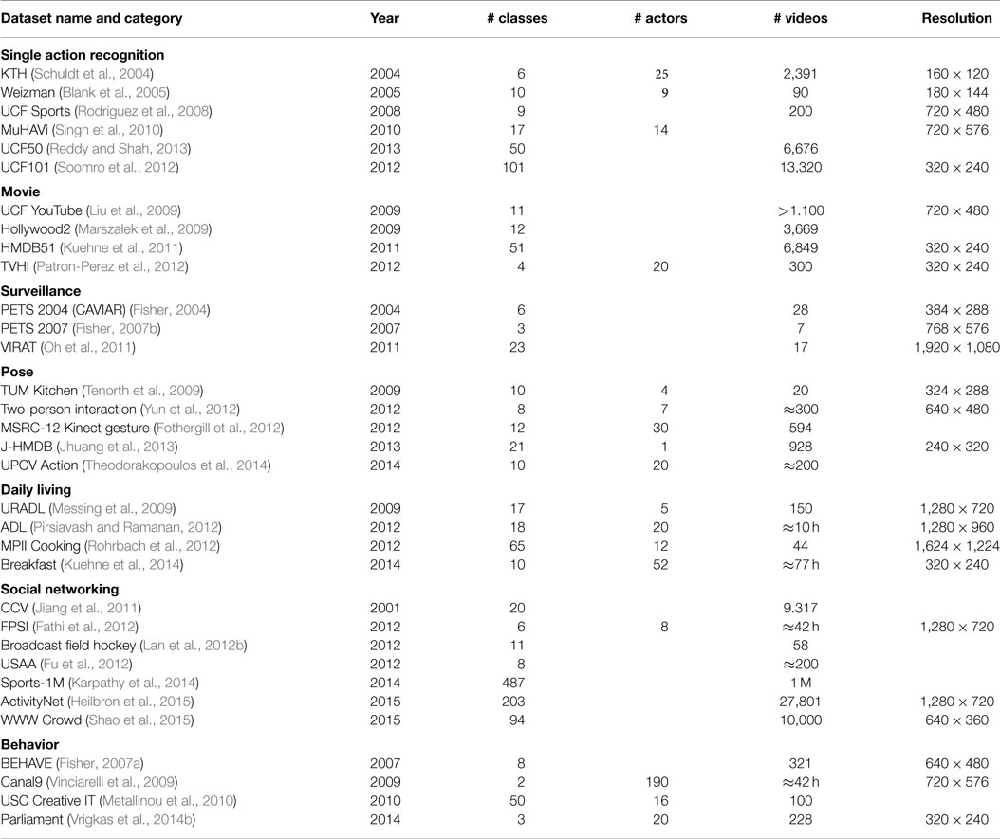 Dataset name and category Year # classes # actors # videos Resolution
Single action recognition
KTH (Schuldt et al., 2004) 2004 6 25 2,391 160 × 120
Weizman (Blank et al., 2005) 2005 10 9 90 180 × 144
UCF Sports (Rodriguez et al., 2008) 2008 9 200 720 × 480
MuHAVi (Singh et al., 2010) 2010 17 14 720 × 576
UCF50 (Reddy and Shah, 2013) 2013 50 6,676
UCF101 (Soomro et al., 2012) 2012 101 13,320 320 × 240
Movie
UCF YouTube (Liu et al., 2009) 2009 11 >1.100 720 × 480
Hollywood2 (Marszałek et al., 2009) 2009 12 3,669
HMDB51 (Kuehne et al., 2011) 2011 51 6,849 320 × 240
TVHI (Patron-Perez et al., 2012) 2012 4 20 300 320 × 240
Surveillance
PETS 2004 (CAVIAR) (Fisher, 2004) 2004 6 28 384 × 288
PETS 2007 (Fisher, 2007b) 2007 3 7 768 × 576
VIRAT (Oh et al., 2011) 2011 23 17 1,920 × 1,080
Pose
TUM Kitchen (Tenorth et al., 2009) 2009 10 4 20 324 × 288
Two-person interaction (Yun et al., 2012) 2012 8 7 ≈300 640 × 480
MSRC-12 Kinect gesture (Fothergill et al., 2012) 2012 12 30 594
J-HMDB (Jhuang et al., 2013) 2013 21 1 928 240 × 320
UPCV Action (Theodorakopoulos et al., 2014) 2014 10 20 ≈200
Daily living
URADL (Messing et al., 2009) 2009 17 5 150 1,280 × 720
ADL (Pirsiavash and Ramanan, 2012) 2012 18 20 ≈10 h 1,280 × 960
MPII Cooking (Rohrbach et al., 2012) 2012 65 12 44 1,624 × 1,224
Breakfast (Kuehne et al., 2014) 2014 10 52 ≈77 h 320 × 240
Social networking
CCV (Jiang et al., 2011) 2001 20 9.317
FPSI (Fathi et al., 2012) 2012 6 8 ≈42 h 1,280 × 720
Broadcast field hockey (Lan et al., 2012b) 2012 11 58
USAA (Fu et al., 2012) 2012 8 ≈200
Sports-1M (Karpathy et al., 2014) 2014 487 1 M
ActivityNet (Heilbron et al., 2015) 2015 203 27,801 1,280 × 720
WWW Crowd (Shao et al., 2015) 2015 94 10,000 640 × 360
Behavior
BEHAVE (Fisher, 2007a) 2007 8 321 640 × 480
Canal9 (Vinciarelli et al., 2009) 2009 2 190 ≈42 h 720 × 576
USC Creative IT (Metallinou et al., 2010) 2010 50 16 100
Parliament (Vrigkas et al., 2014b) 2014 3 20 228 320 × 240